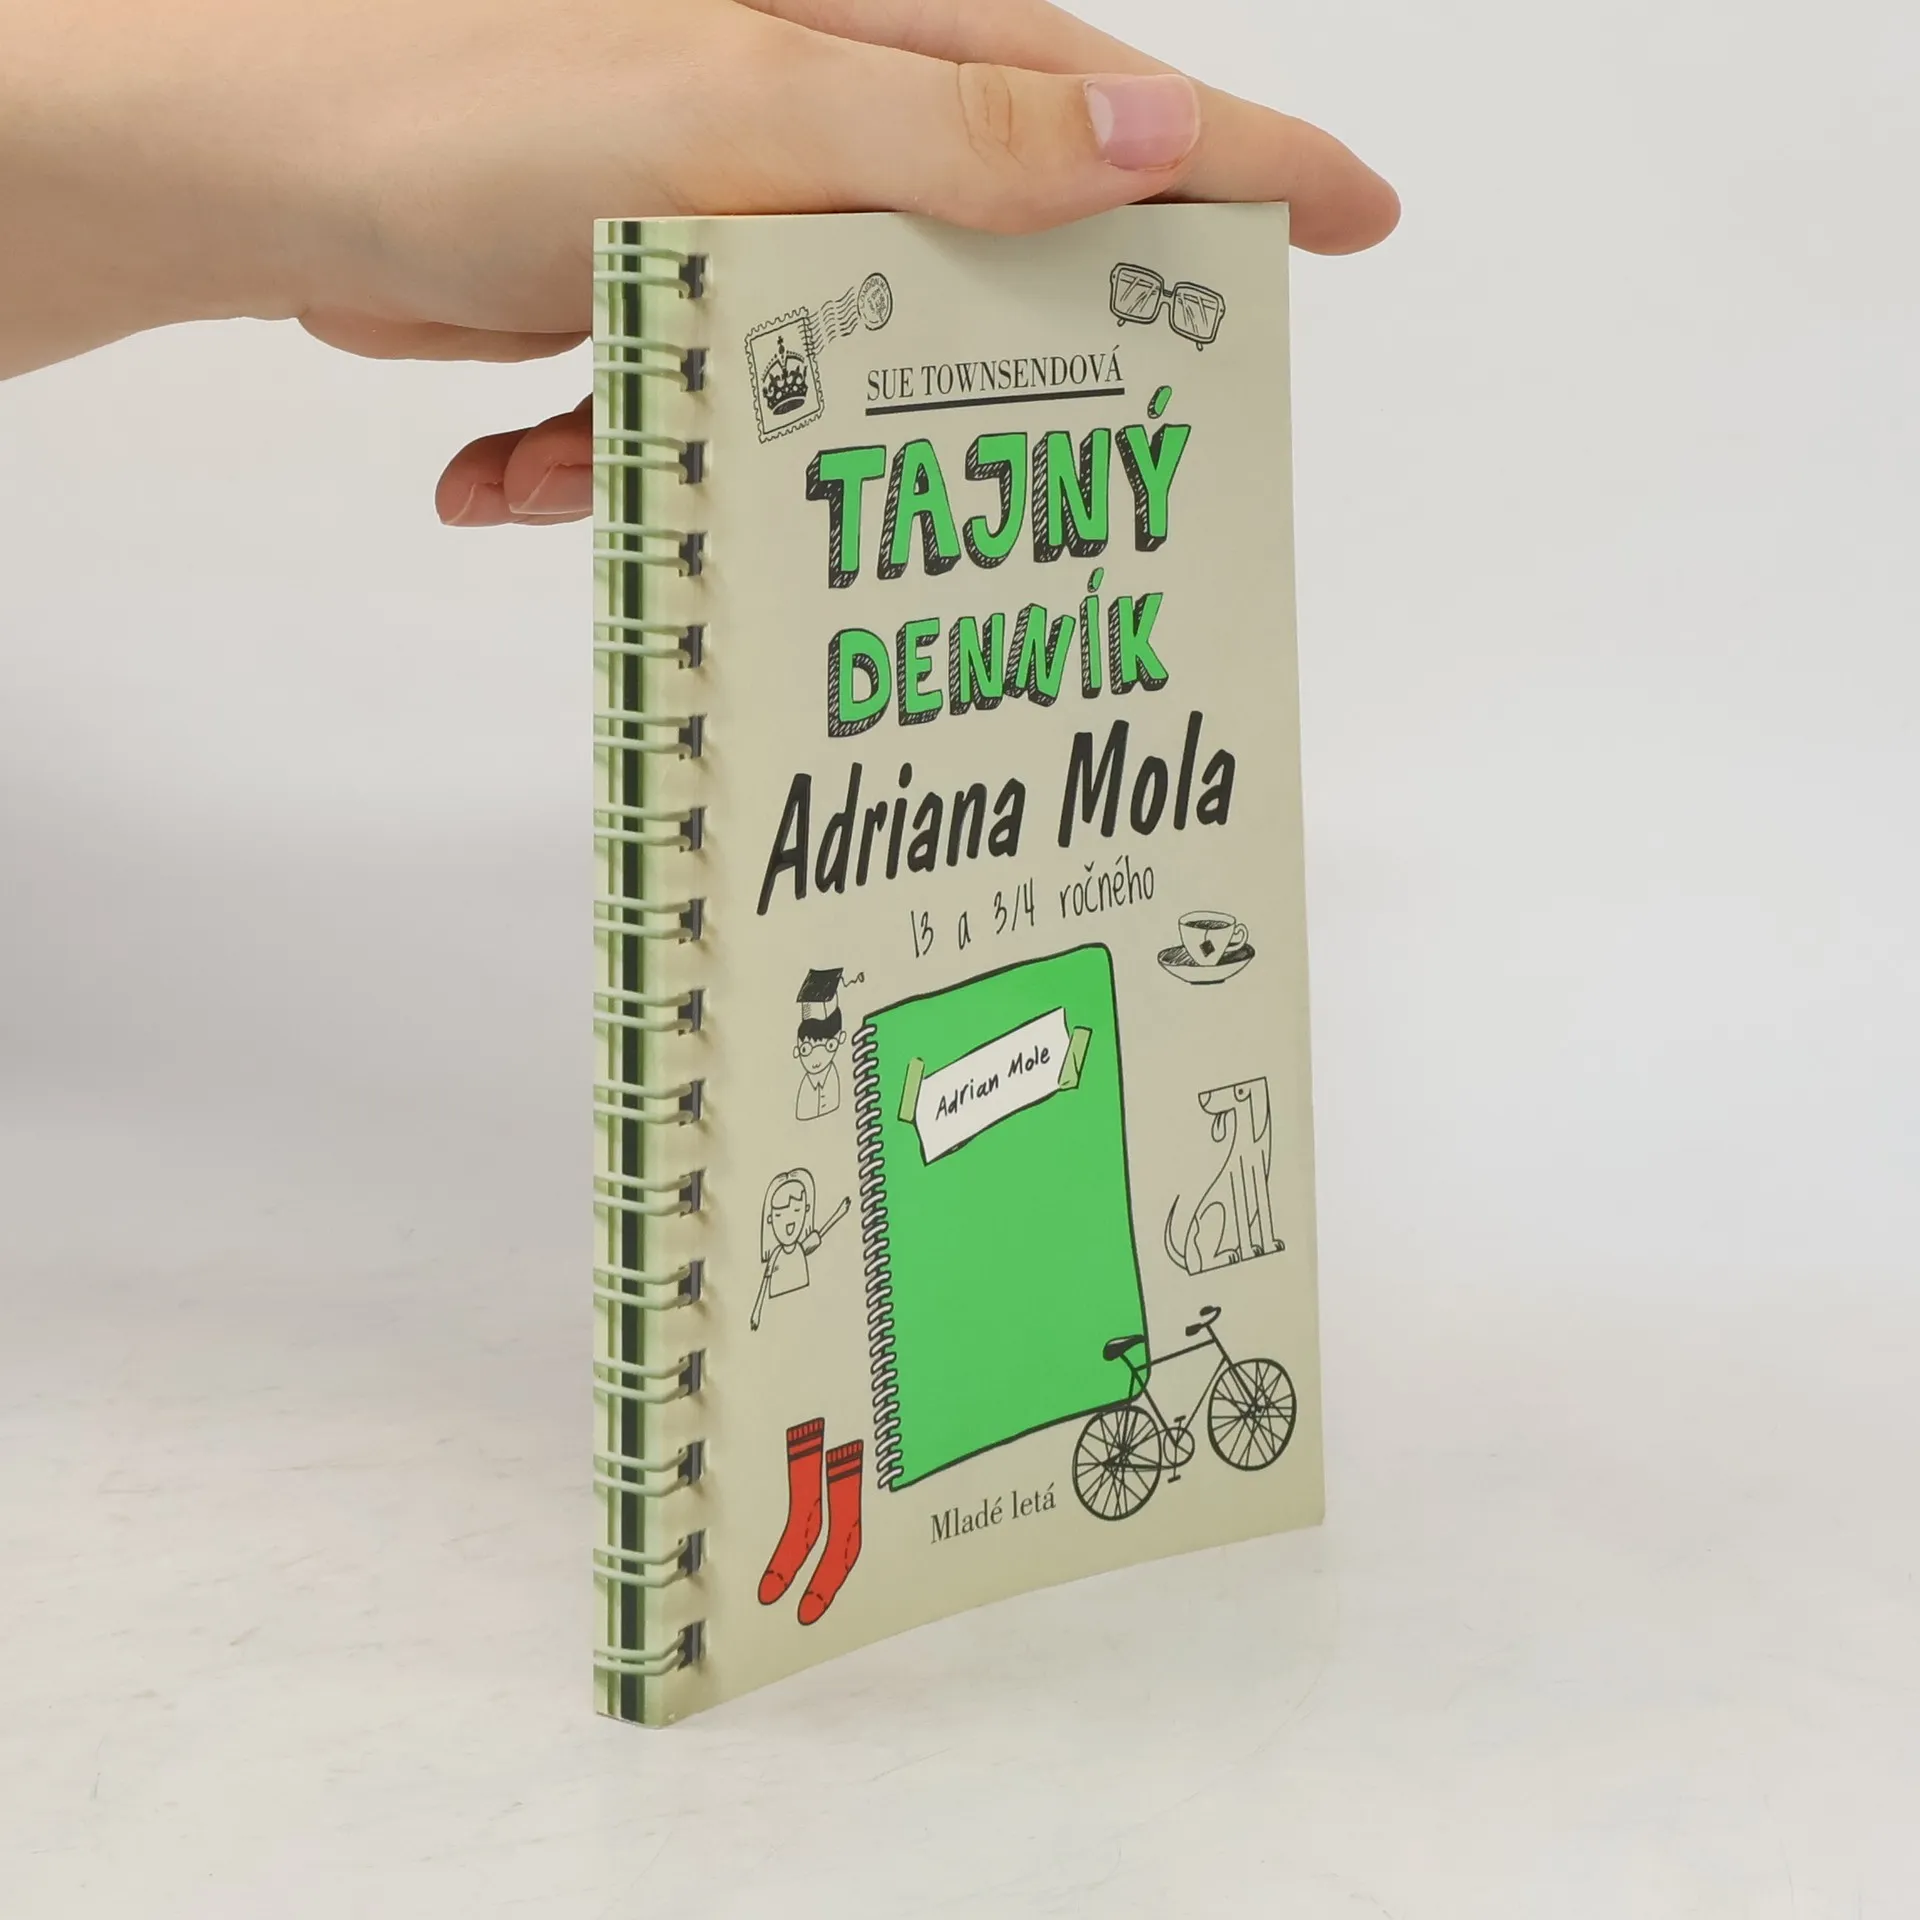 SUE TOWNSENDOVÁ
TAJNÝ
DENNÍK
Adriana Mola
13 a 3/4 ročného
Adrian Mole
Mladé letá